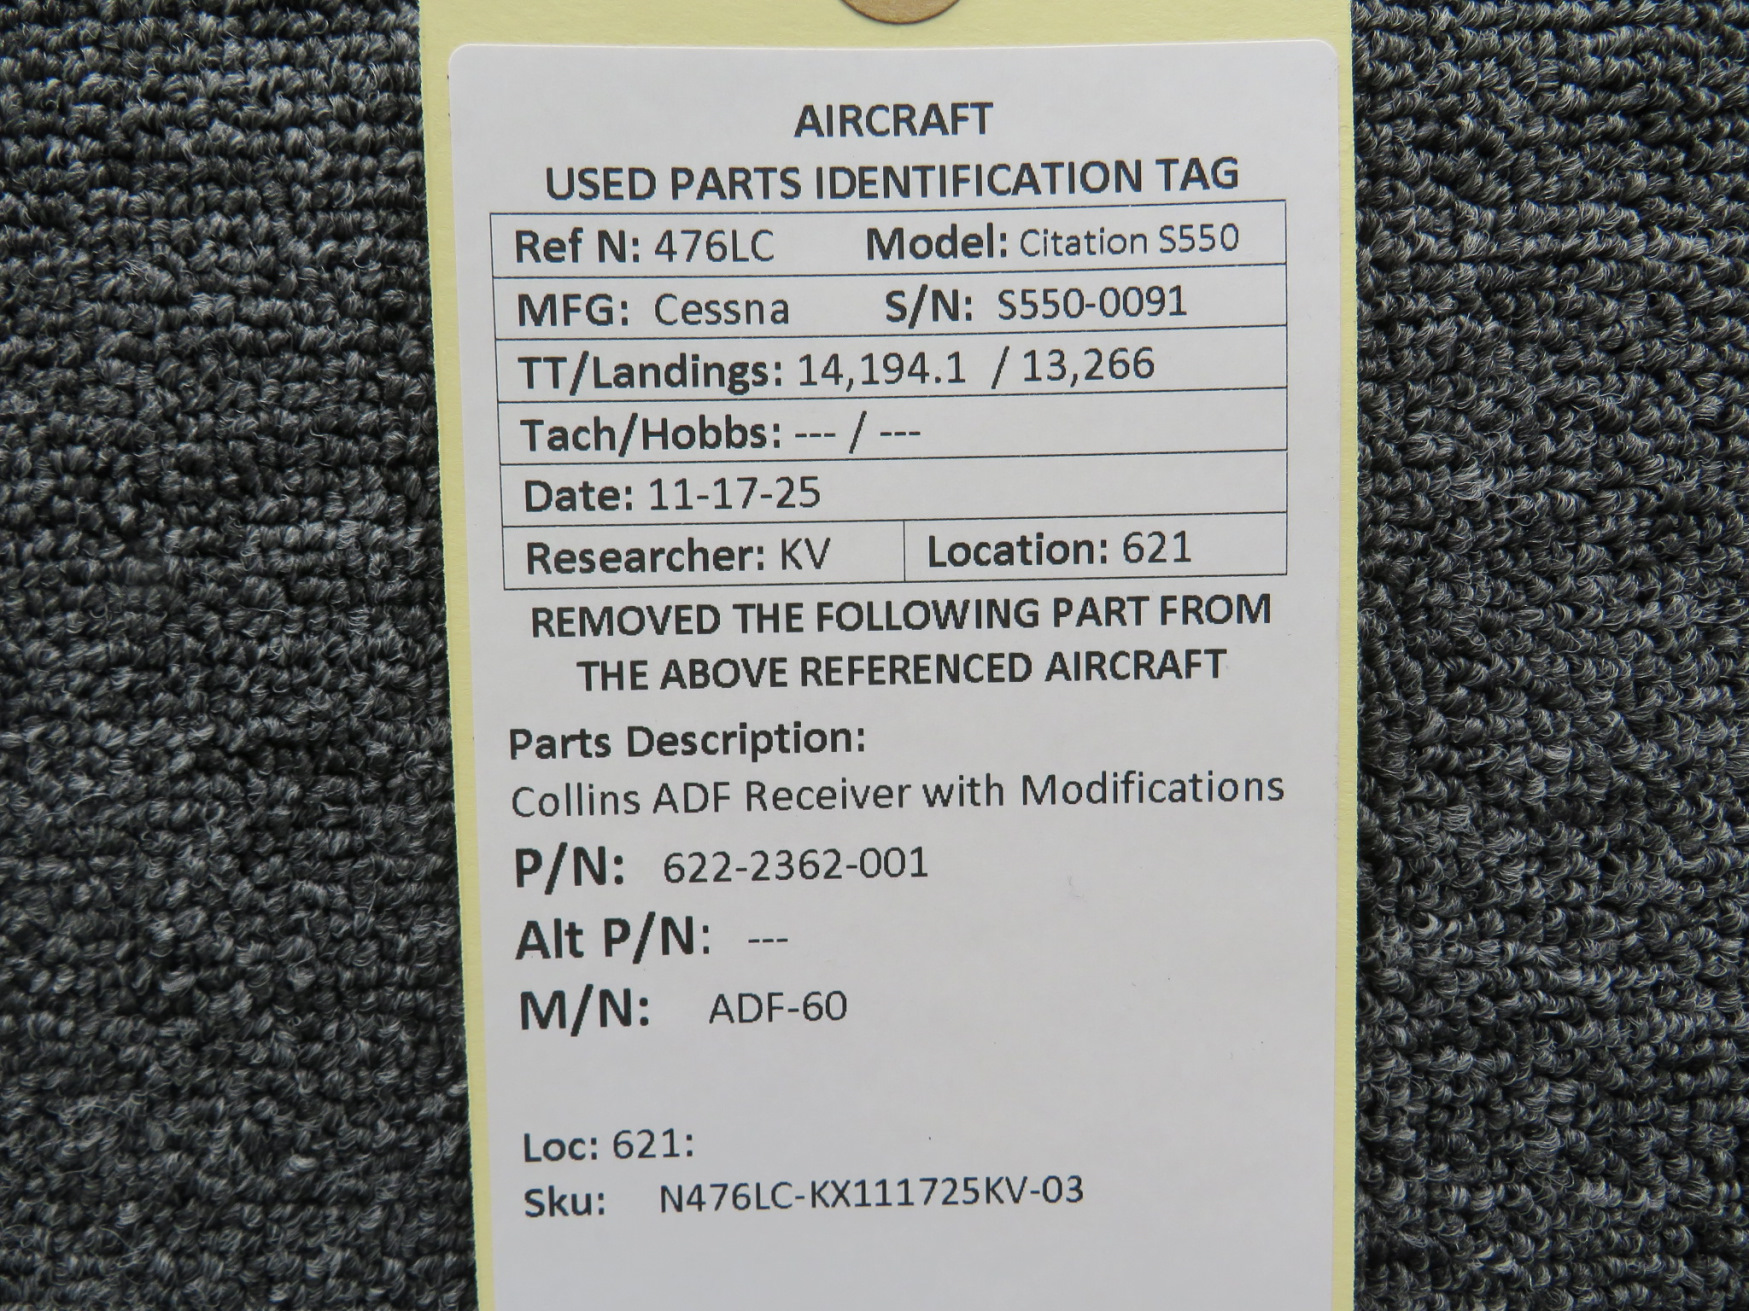 AIRCRAFT
USED PARTS IDENTIFICATION TAG
Ref N: 476LC Model: Citation S550
MFG: Cessna S/N: S550-0091
TT/Landings: 14,194.1 / 13,266
Tach/Hobbs: --- / ---
Date: 11-17-25
Researcher: KV Location: 621
REMOVED THE FOLLOWING PART FROM
THE ABOVE REFERENCED AIRCRAFT
Parts Description:
Collins ADF Receiver with Modifications
P/N: 622-2362-001
Alt P/N: ---
M/N: ADF-60
Loc: 621:
Sku: N476LC-KX111725KV-03